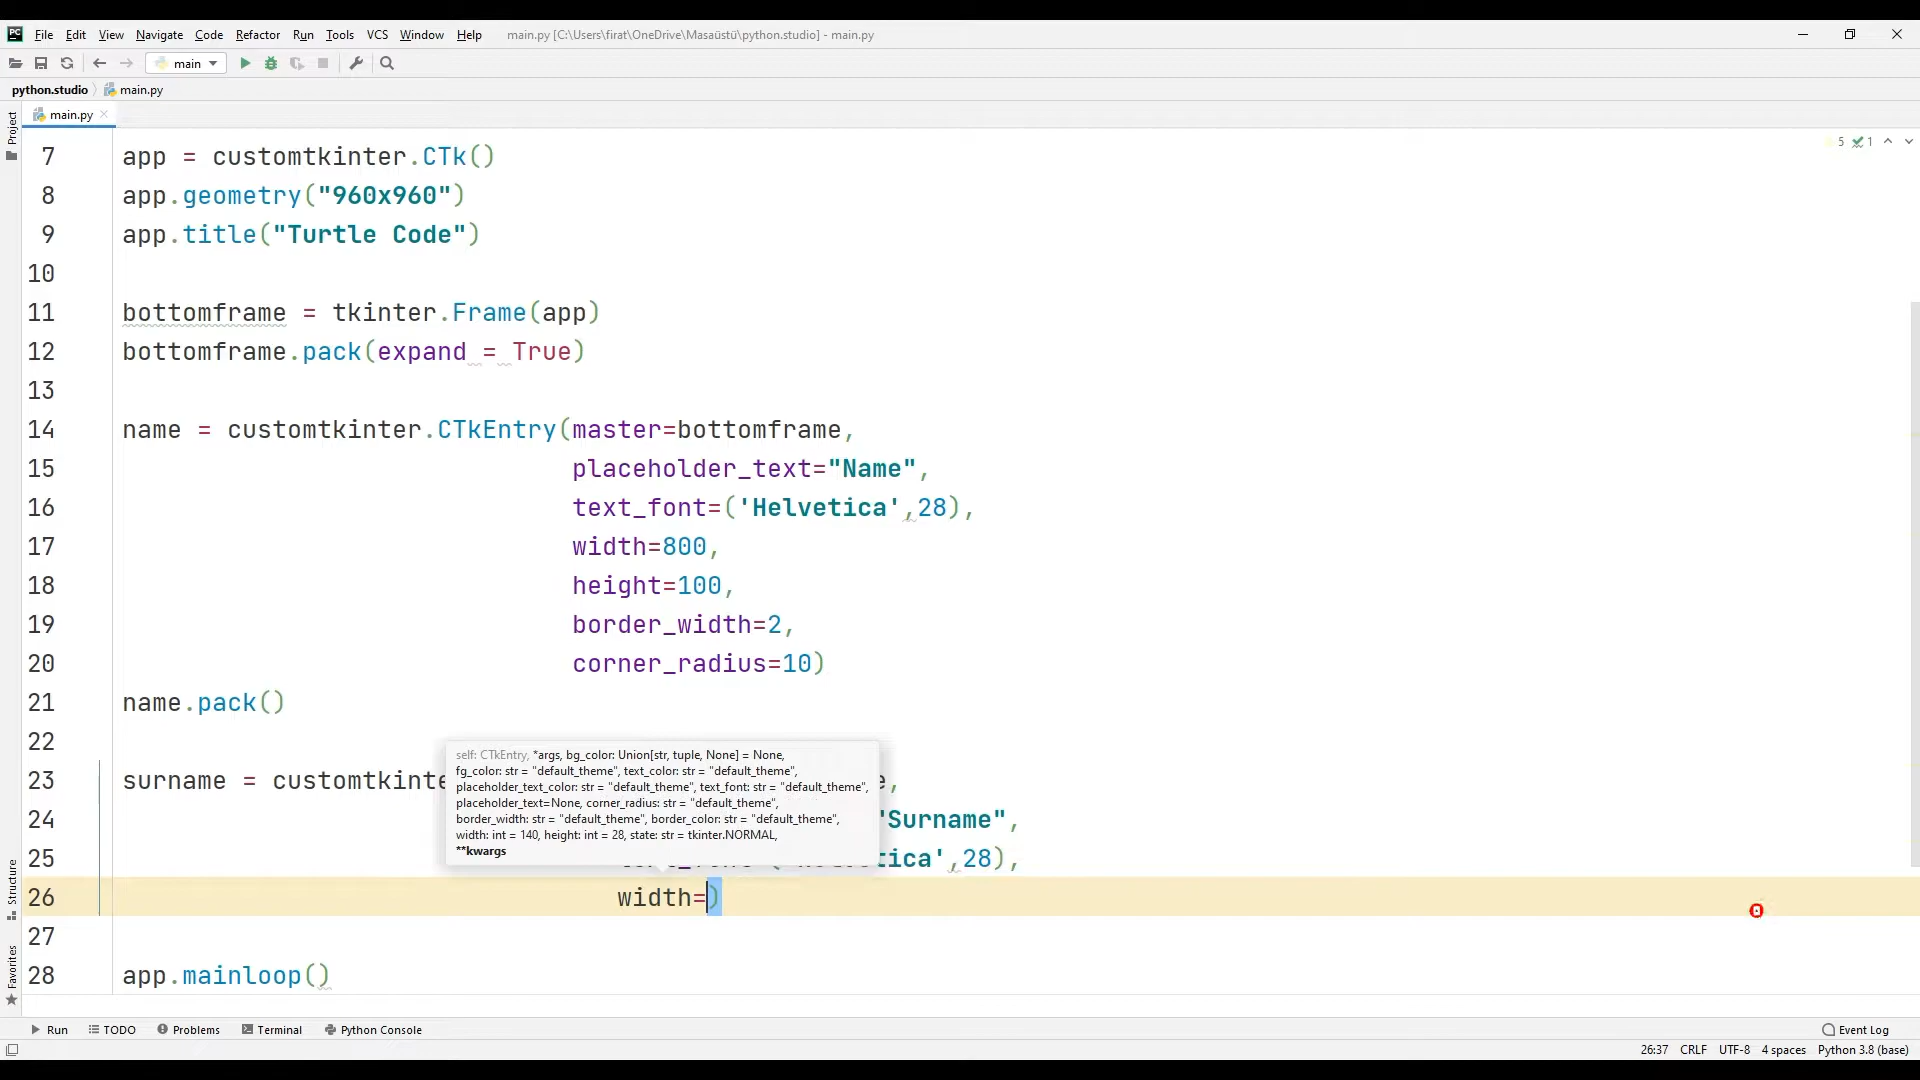 PC File Edit View Navigate Code Refactor Run Tools VCS Window Help main.py [C:\Users\firat\OneDrive\Masaüstü\python.studio] - main.py
main
python.studio main.py
main.py
Project
5 1
7 app = customtkinter.CTk()
8 app.geometry("960x960")
9 app.title("Turtle Code")
10
11 bottomframe = tkinter.Frame(app)
12 bottomframe.pack(expand = True)
13
14 name = customtkinter.CTkEntry(master=bottomframe,
15 placeholder_text="Name",
16 text_font=('Helvetica',28),
17 width=800,
18 height=100,
19 border_width=2,
20 corner_radius=10)
21 name.pack()
22
self: CTkEntry, *args, bg_color: Union[str, tuple, None] = None,
fg_color: str = "default_theme", text_color: str = "default_theme",
placeholder_text_color: str = "default_theme", text_font: str = "default_theme",
placeholder_text=None, corner_radius: str = "default_theme",
border_width: str = "default_theme", border_color: str = "default_theme",
width: int = 140, height: int = 28, state: str = tkinter.NORMAL,
**kwargs
23 surname = customtkinte e,
24 "Surname",
25 tica',28),
26 width=)
27
28 app.mainloop()
Structure
Favorites
Run TODO Problems Terminal Python Console Event Log
26:37 CRLF UTF-8 4 spaces Python 3.8 (base)